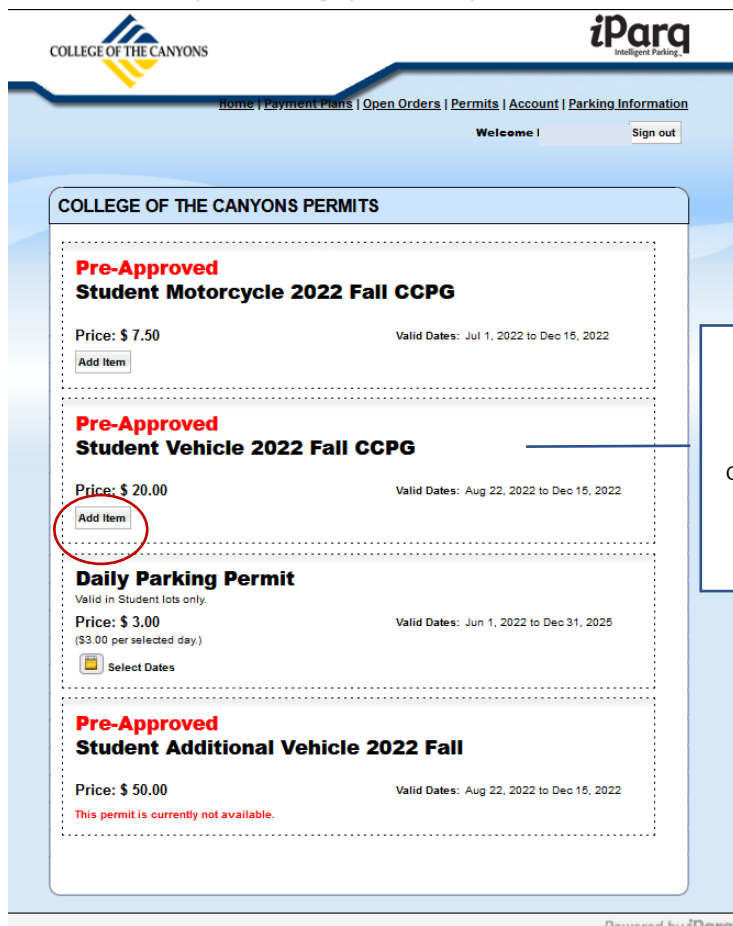 COLLEGE OF THE CANYONS
iParq
Intelligent Parking.
Home | Payment Plans | Open Orders | Permits | Account | Parking Information
Welcome
Sign out
COLLEGE OF THE CANYONS PERMITS
Pre-Approved
Student Motorcycle 2022 Fall CCPG
Price: $ 7.50
Valid Dates: Jul 1, 2022 to Dec 15, 2022
Add Item
Pre-Approved
Student Vehicle 2022 Fall CCPG
Price: $ 20.00
Valid Dates: Aug 22, 2022 to Dec 15, 2022
Add Item
Daily Parking Permit
Valid in Student lots only.
Price: $ 3.00
Valid Dates: Jun 1, 2022 to Dec 31, 2025
($3.00 per selected day.)
Select Dates
Pre-Approved
Student Additional Vehicle 2022 Fall
Price: $ 50.00
Valid Dates: Aug 22, 2022 to Dec 15, 2022
This permit is currently not available.